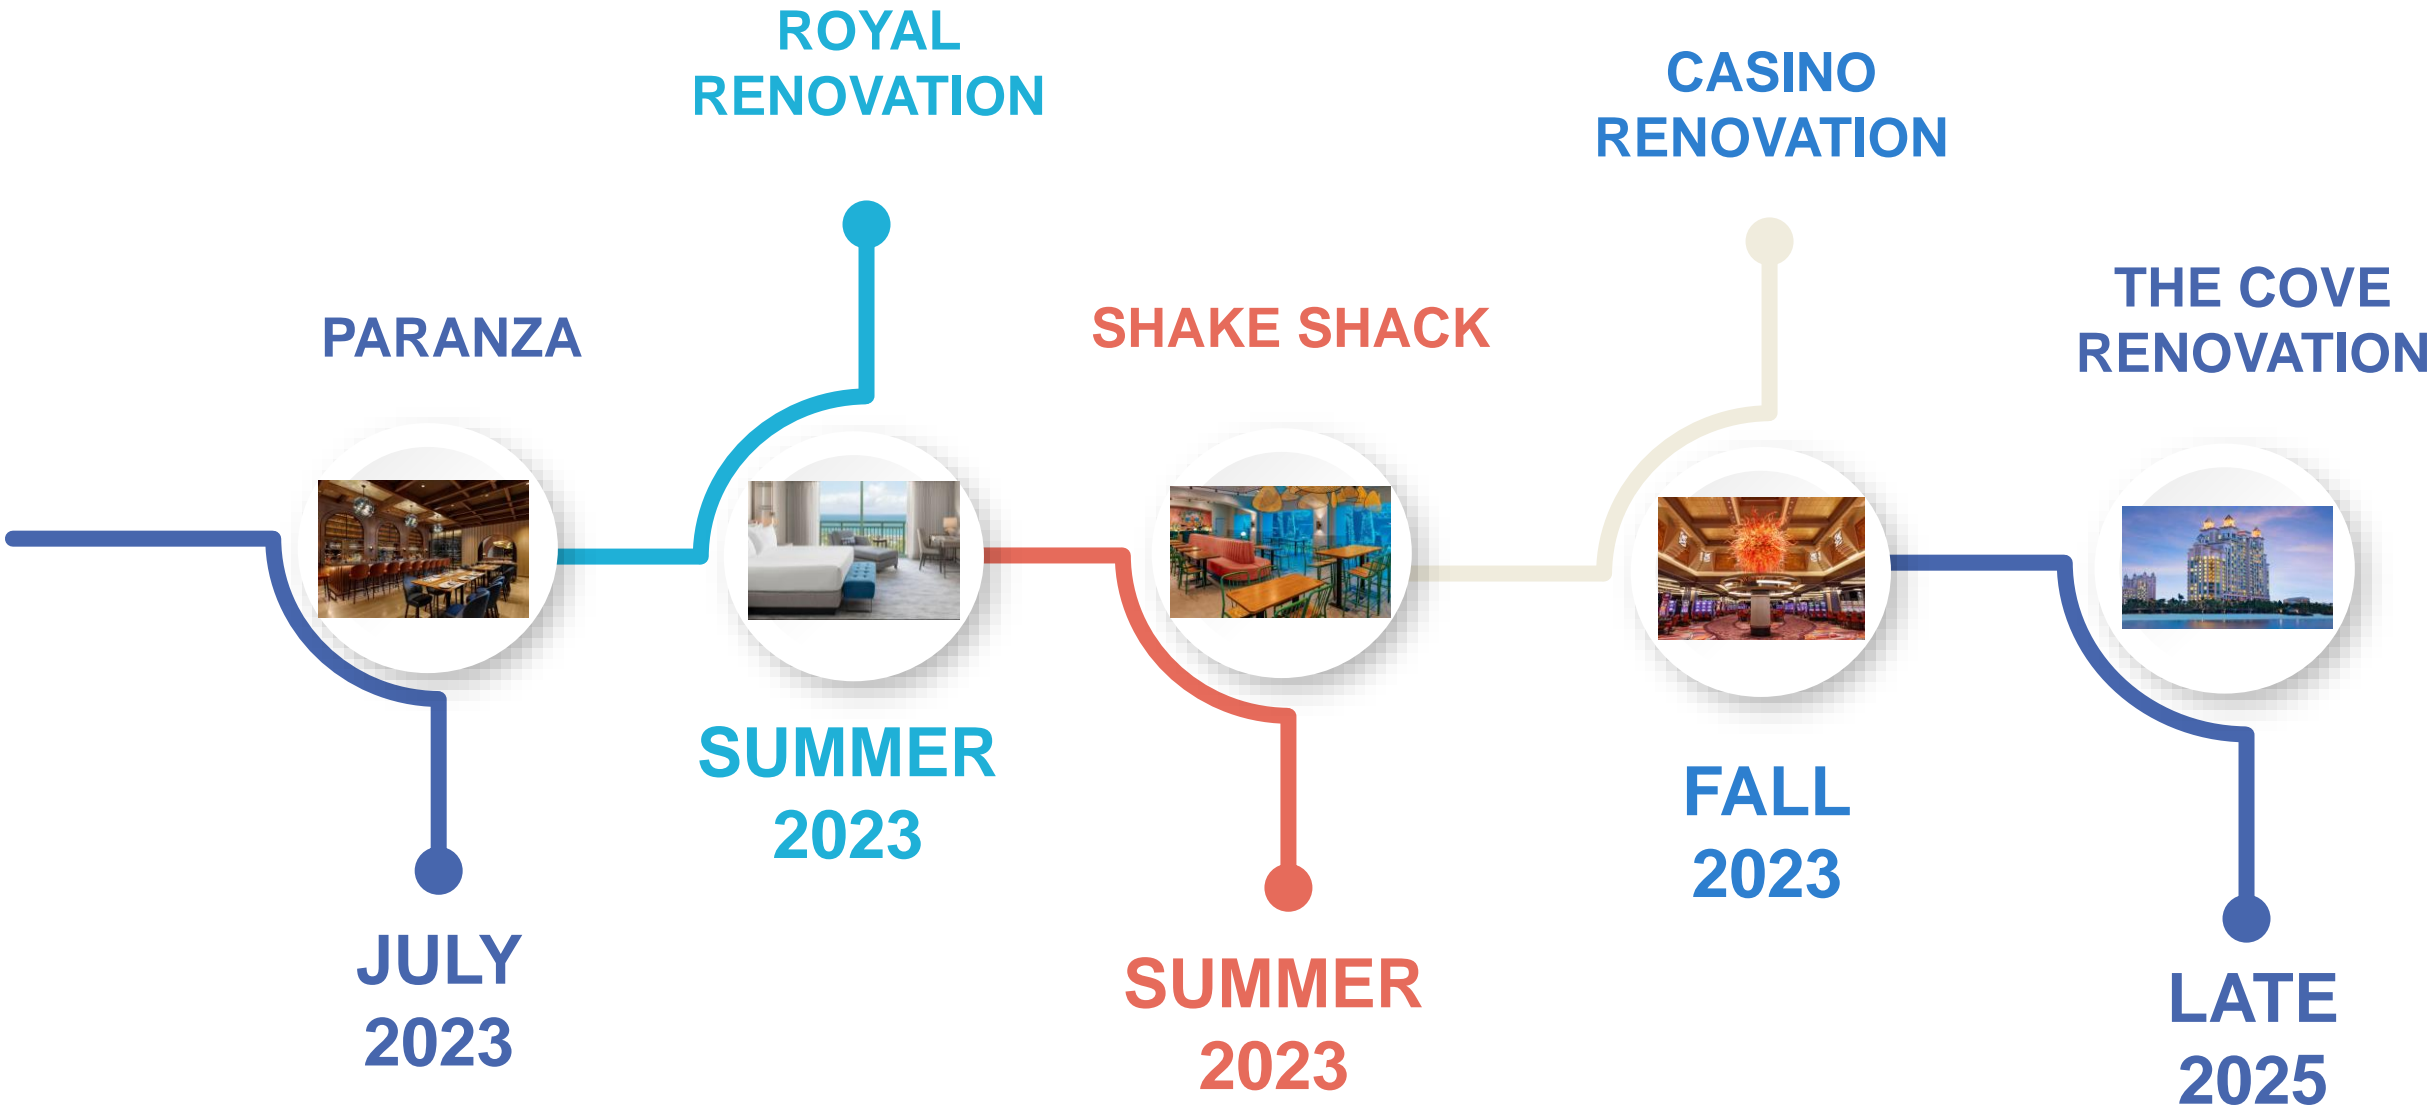 PARANZA
JULY
2023
ROYAL
RENOVATION
SUMMER
2023
SHAKE SHACK
SUMMER
2023
CASINO
RENOVATION
FALL
2023
THE COVE
RENOVATION
LATE
2025